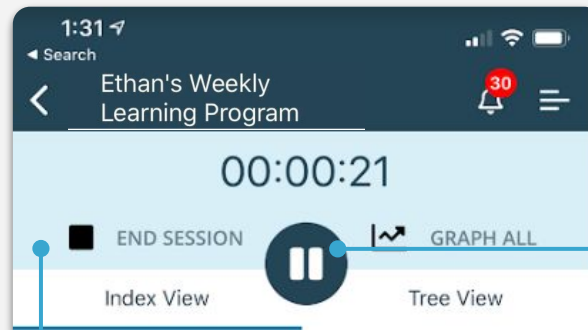 1:31
◄ Search
Ethan's Weekly
Learning Program
30
00:00:21
END SESSION
GRAPH ALL
Index View
Tree View